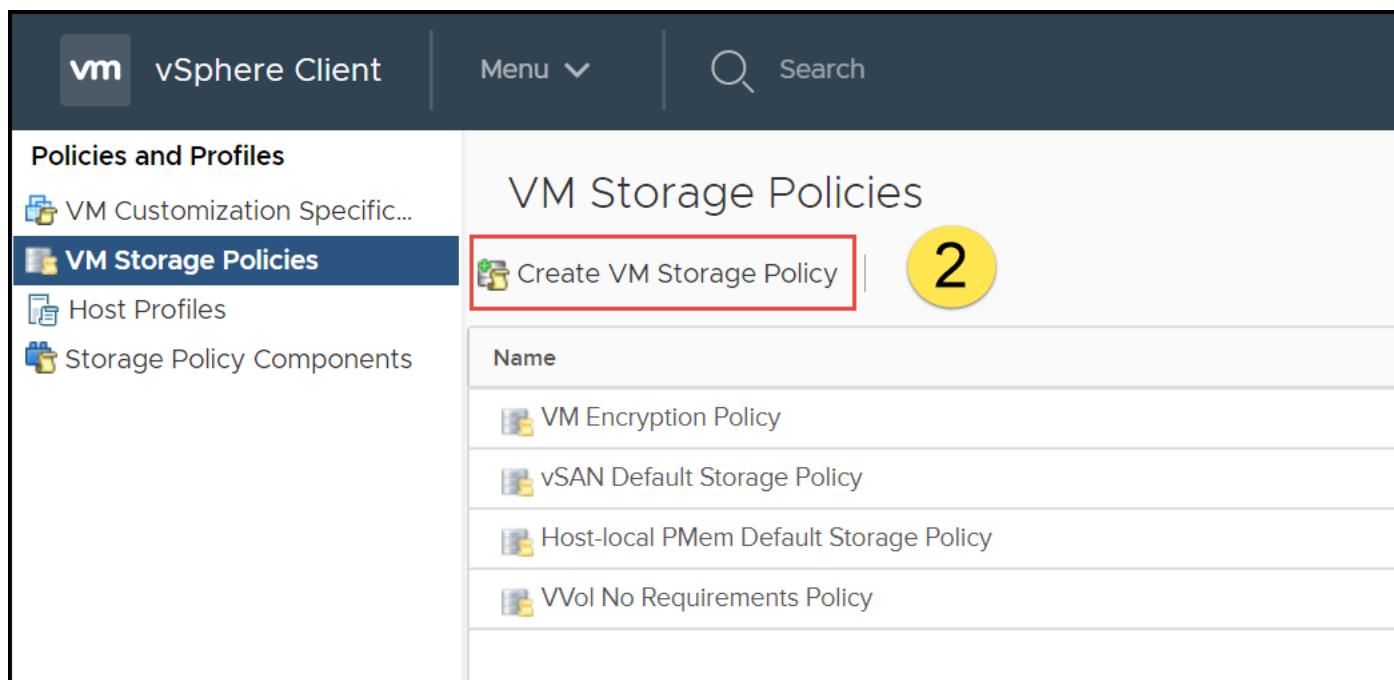 vm vSphere Client Menu Search
Policies and Profiles
VM Customization Specific...
VM Storage Policies
Host Profiles
Storage Policy Components
VM Storage Policies
Create VM Storage Policy 2
Name
VM Encryption Policy
vSAN Default Storage Policy
Host-local PMem Default Storage Policy
VVol No Requirements Policy